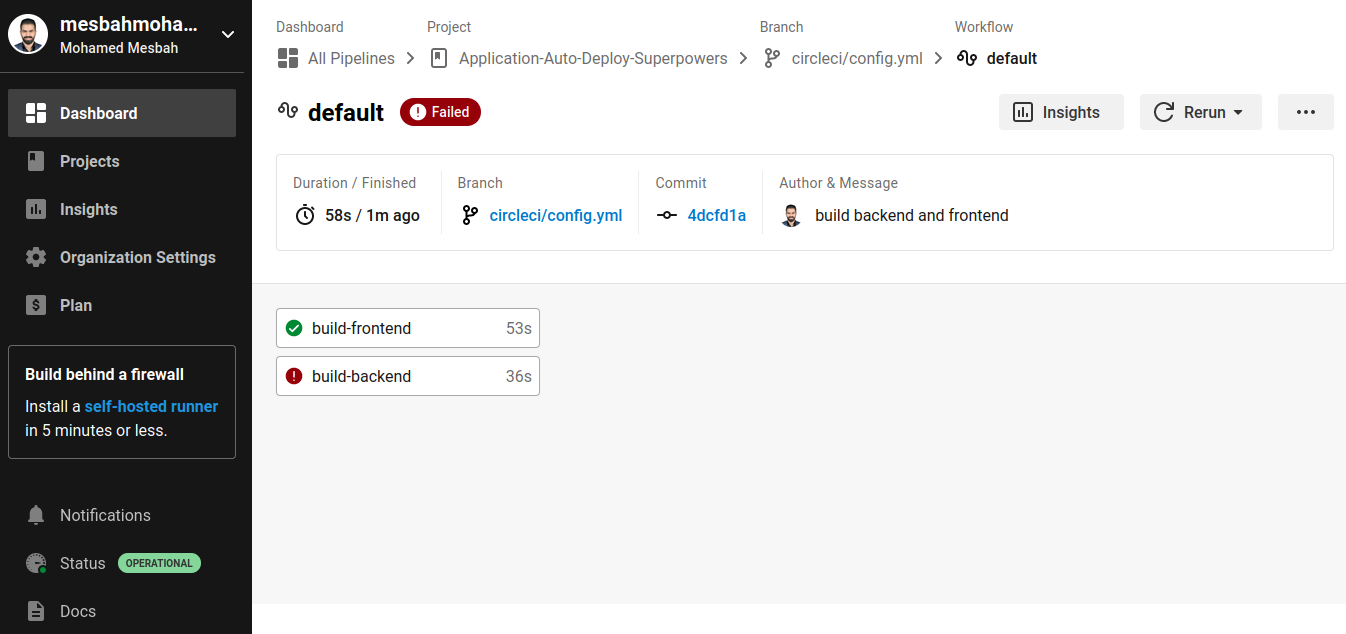 mesbahmoha...
Mohamed Mesbah
Dashboard
Projects
Insights
Organization Settings
Plan
Build behind a firewall
Install a self-hosted runner
in 5 minutes or less.
Notifications
Status OPERATIONAL
Docs
Dashboard Project Branch Workflow
All Pipelines Application-Auto-Deploy-Superpowers circleci/config.yml default
default Failed Insights Rerun
Duration / Finished Branch Commit Author & Message
58s / 1m ago circleci/config.yml 4dcfd1a build backend and frontend
build-frontend 53s
build-backend 36s